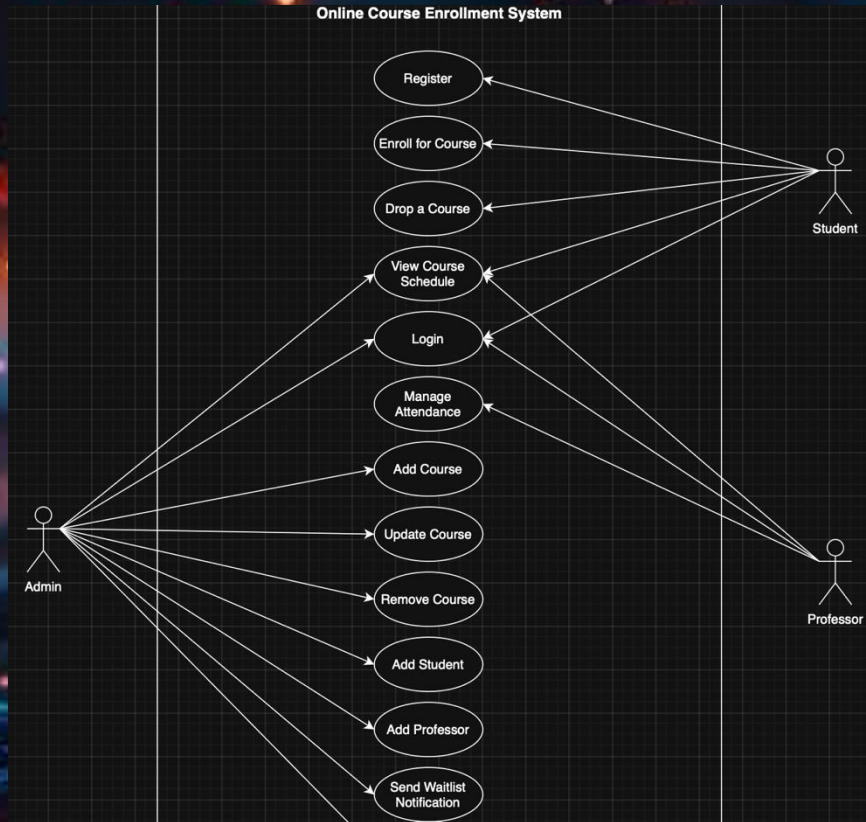 Online Course Enrollment System
Register
Enroll for Course
Drop a Course
Student
View Course
Schedule
Login
Manage
Attendance
Add Course
Update Course
Admin
Remove Course
Professor
Add Student
Add Professor
Send Waitlist
Notification